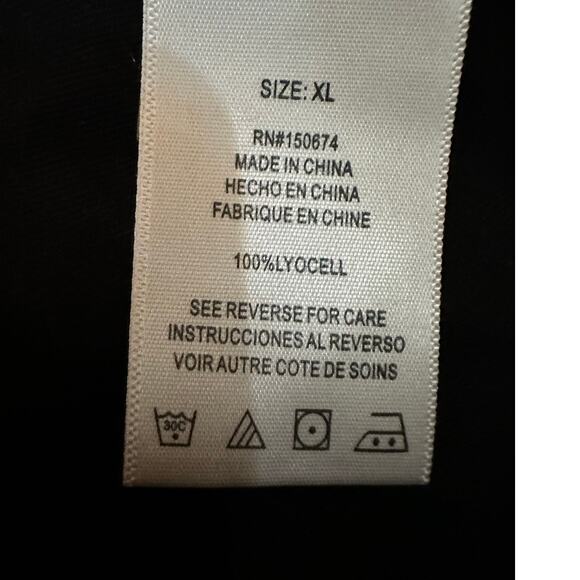 SIZE: XL
RN#150674
MADE IN CHINA
HECHO EN CHINA
FABRIQUE EN CHINE
100%LYOCELL
SEE REVERSE FOR CARE
INSTRUCCIONES AL REVERSO
VOIR AUTRE COTE DE SOINS
30C